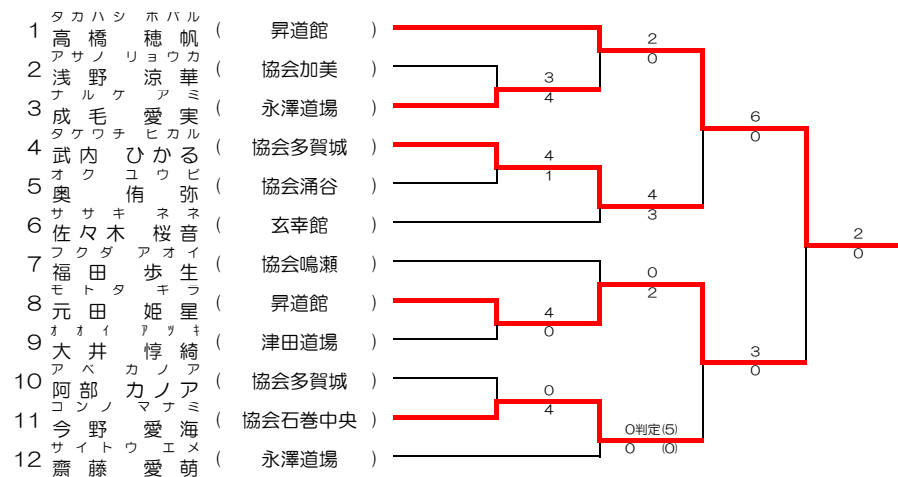 タカハシ ホバル
1 高橋 穂帆 ( 昇道館 )
アサノ リョウカ
2 浅野 涼華 ( 協会加美 )
ナルケ アミ
3 成毛 愛実 ( 永澤道場 )
タケワチ ヒカル
4 武内 ひかる ( 協会多賀城 )
オク ユウビ
5 奥 侑弥 ( 協会涌谷 )
ササキ ネネ
6 佐々木 桜音 ( 玄幸館 )
フクダ アオイ
7 福田 歩生 ( 協会鳴瀬 )
モトタ キラ
8 元田 姫星 ( 昇道館 )
オオイ アツキ
9 大井 惇綺 ( 津田道場 )
アベ カノア
10 阿部 カノア ( 協会多賀城 )
コンノ マナミ
11 今野 愛海 ( 協会石巻中央 )
サイトウ エメ
12 齋藤 愛萌 ( 永澤道場 )
3
4
4
1
4
0
0
4
2
0
4
3
0
2
0判定(5)
0 (0)
6
0
3
0
2
0